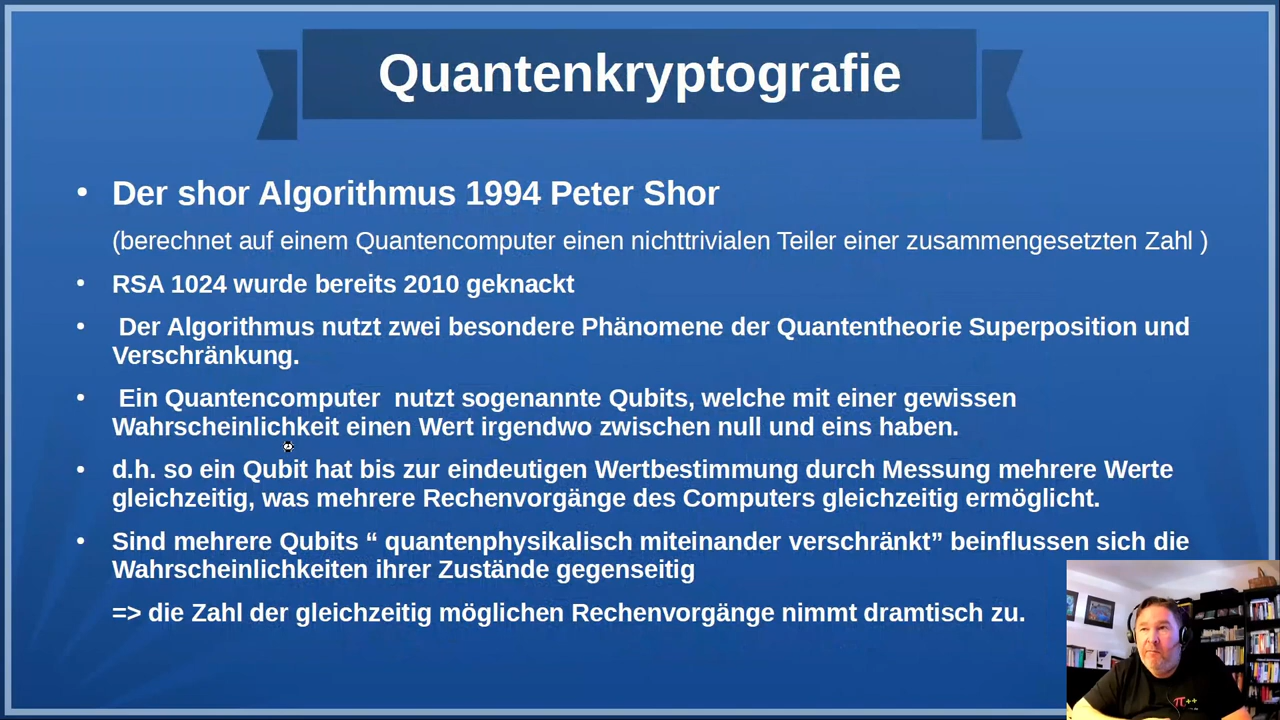 Quantenkryptografie
• Der shor Algorithmus 1994 Peter Shor
(berechnet auf einem Quantencomputer einen nichttrivialen Teiler einer zusammengesetzten Zahl )
• RSA 1024 wurde bereits 2010 geknackt
• Der Algorithmus nutzt zwei besondere Phänomene der Quantentheorie Superposition und
Verschränkung.
• Ein Quantencomputer  nutzt sogenannte Qubits, welche mit einer gewissen
Wahrscheinlichkeit einen Wert irgendwo zwischen null und eins haben.
• d.h. so ein Qubit hat bis zur eindeutigen Wertbestimmung durch Messung mehrere Werte
gleichzeitig, was mehrere Rechenvorgänge des Computers gleichzeitig ermöglicht.
• Sind mehrere Qubits “ quantenphysikalisch miteinander verschränkt” beinflussen sich die
Wahrscheinlichkeiten ihrer Zustände gegenseitig
=> die Zahl der gleichzeitig möglichen Rechenvorgänge nimmt dramtisch zu.
π++